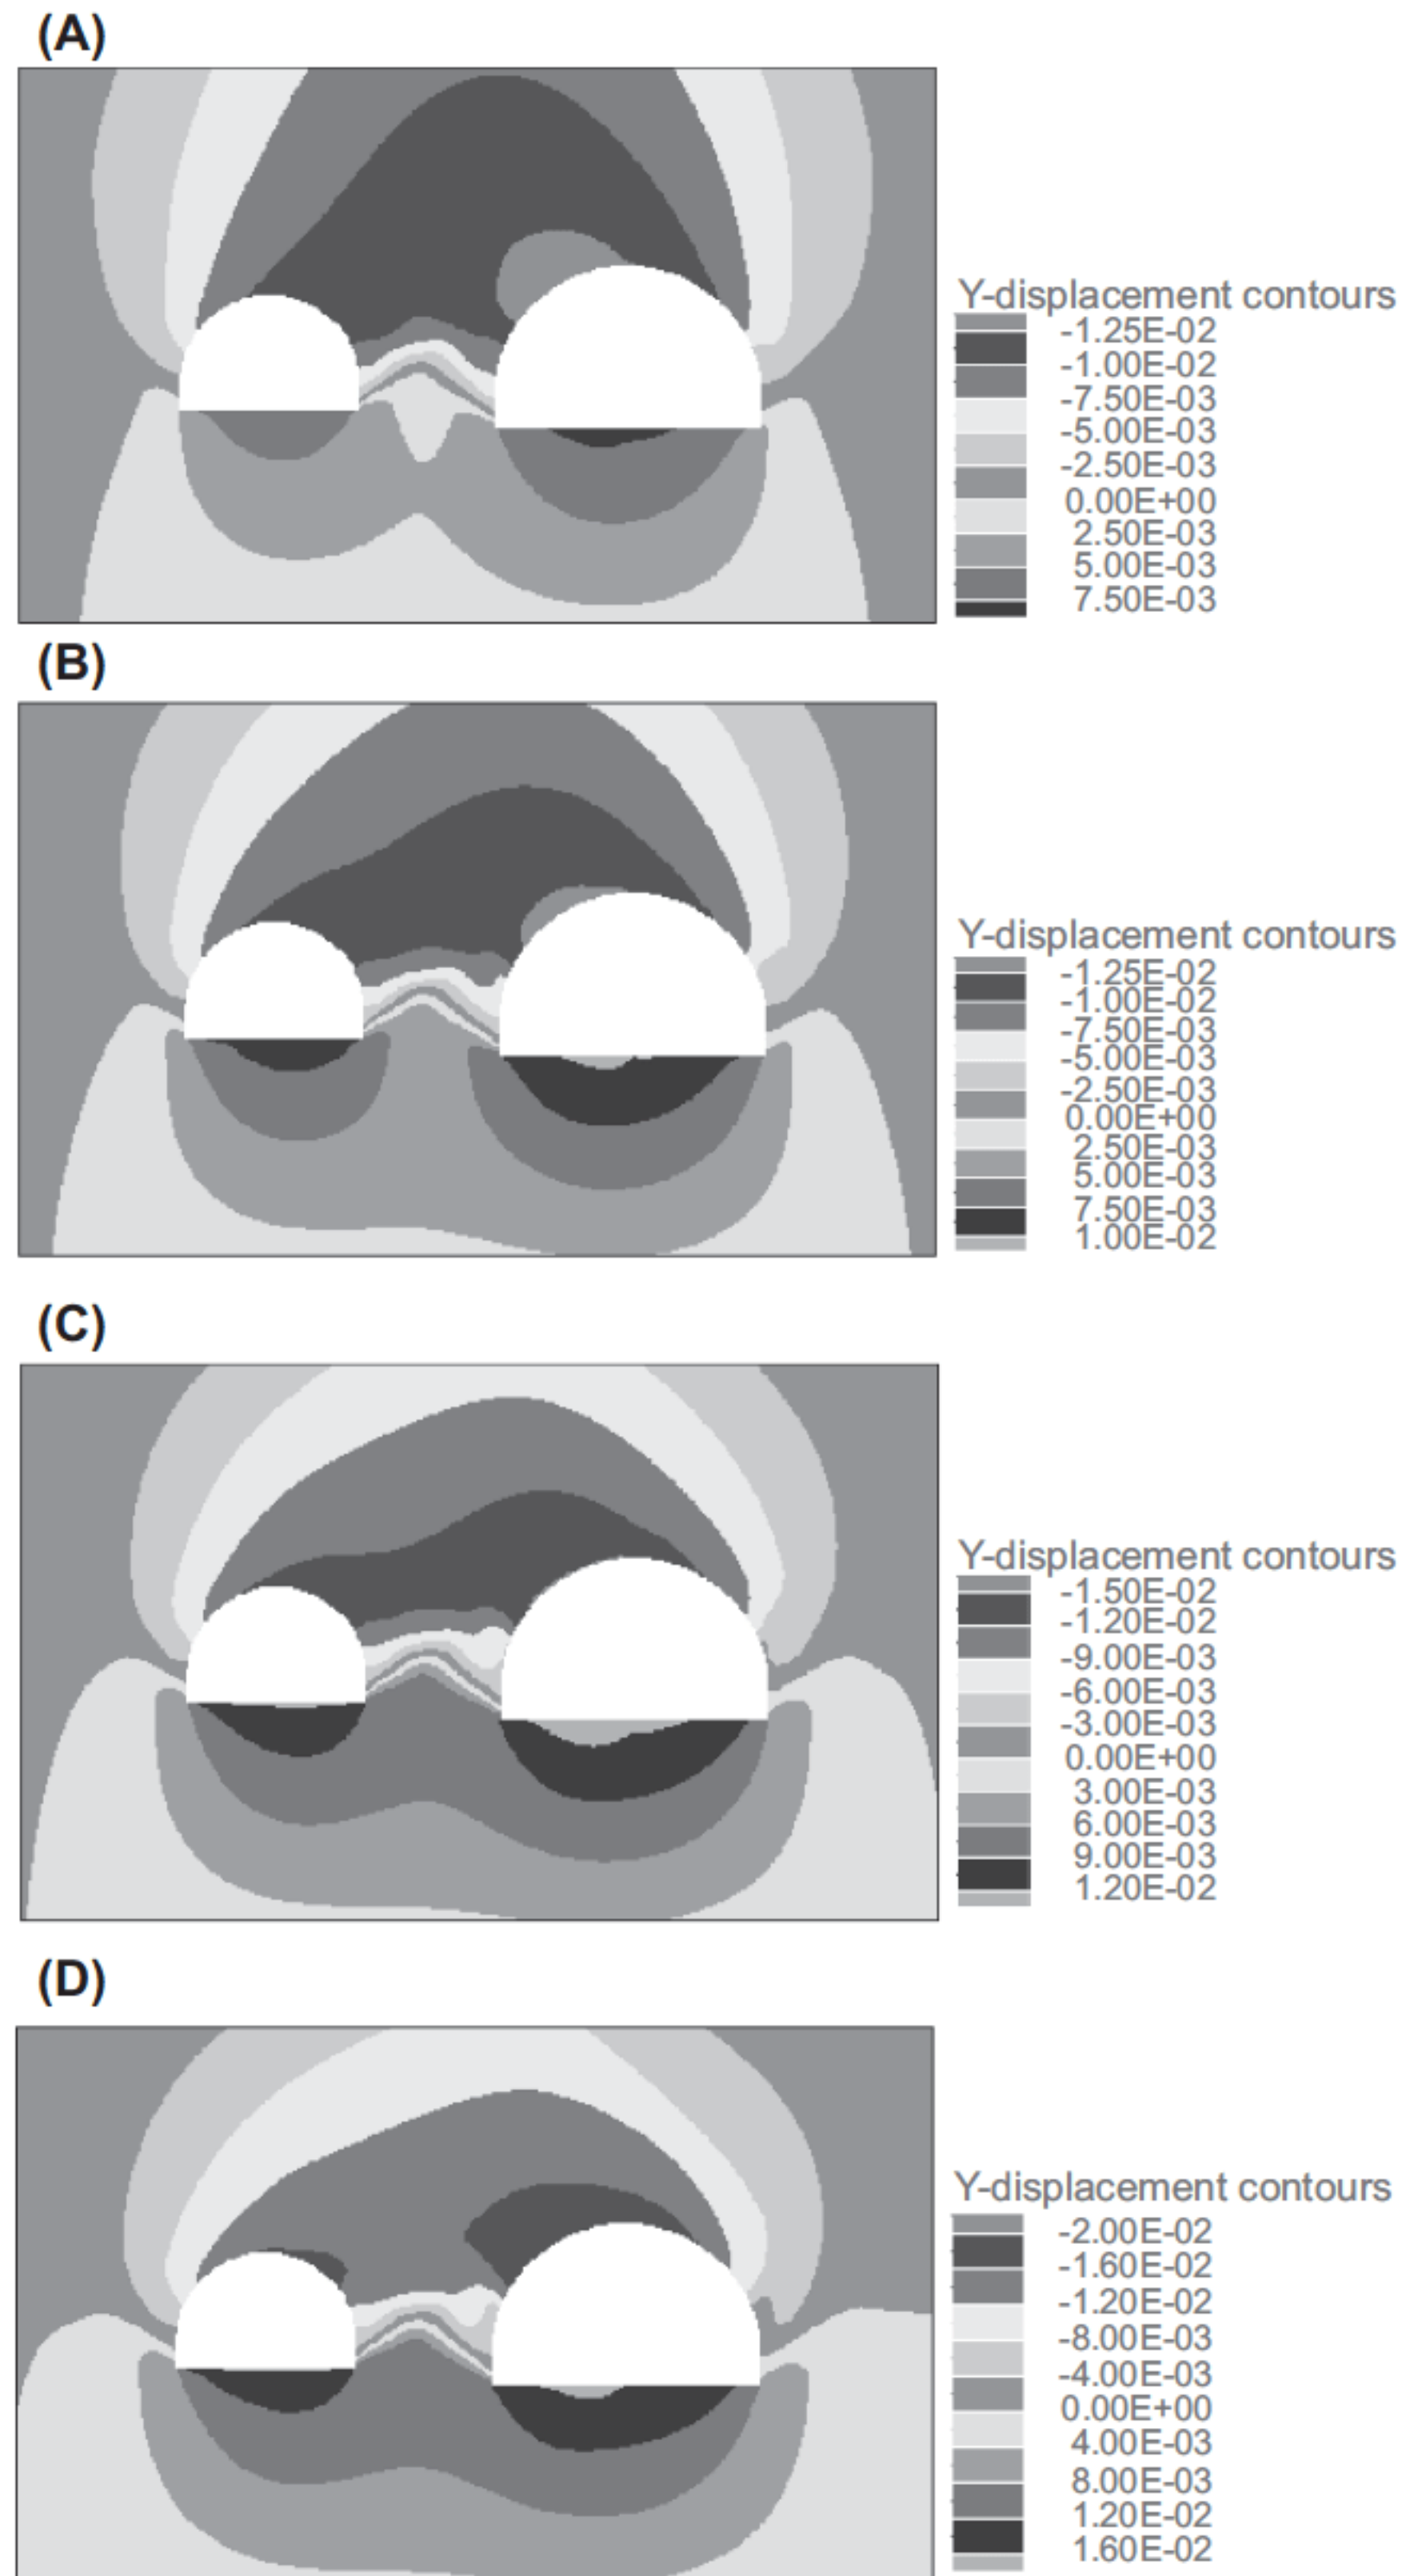 (A)
Y-displacement contours
-1.25E-02
-1.00E-02
-7.50E-03
-5.00E-03
-2.50E-03
0.00E+00
2.50E-03
5.00E-03
7.50E-03
(B)
Y-displacement contours
-1.25E-02
-1.00E-02
-7.50E-03
-5.00E-03
-2.50E-03
0.00E+00
2.50E-03
5.00E-03
7.50E-03
1.00E-02
(C)
Y-displacement contours
-1.50E-02
-1.20E-02
-9.00E-03
-6.00E-03
-3.00E-03
0.00E+00
3.00E-03
6.00E-03
9.00E-03
1.20E-02
(D)
Y-displacement contours
-2.00E-02
-1.60E-02
-1.20E-02
-8.00E-03
-4.00E-03
0.00E+00
4.00E-03
8.00E-03
1.20E-02
1.60E-02